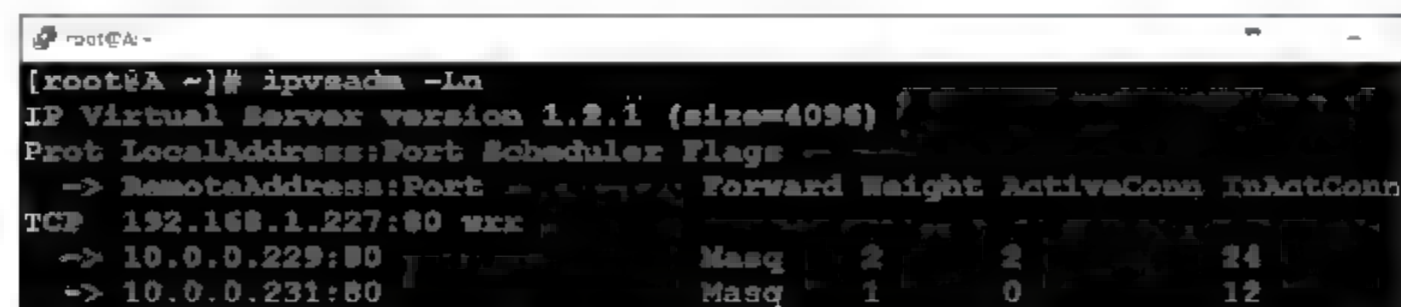 root@A:~
[root@A ~]# ipvsadm -Ln
IP Virtual Server version 1.2.1 (size=4096)
Prot LocalAddress:Port Scheduler Flags
  -> RemoteAddress:Port           Forward Weight ActiveConn InActConn
TCP  192.168.1.227:80 wrr
  -> 10.0.0.229:80                Masq    2      2          24
  -> 10.0.0.231:80                Masq    1      0          12